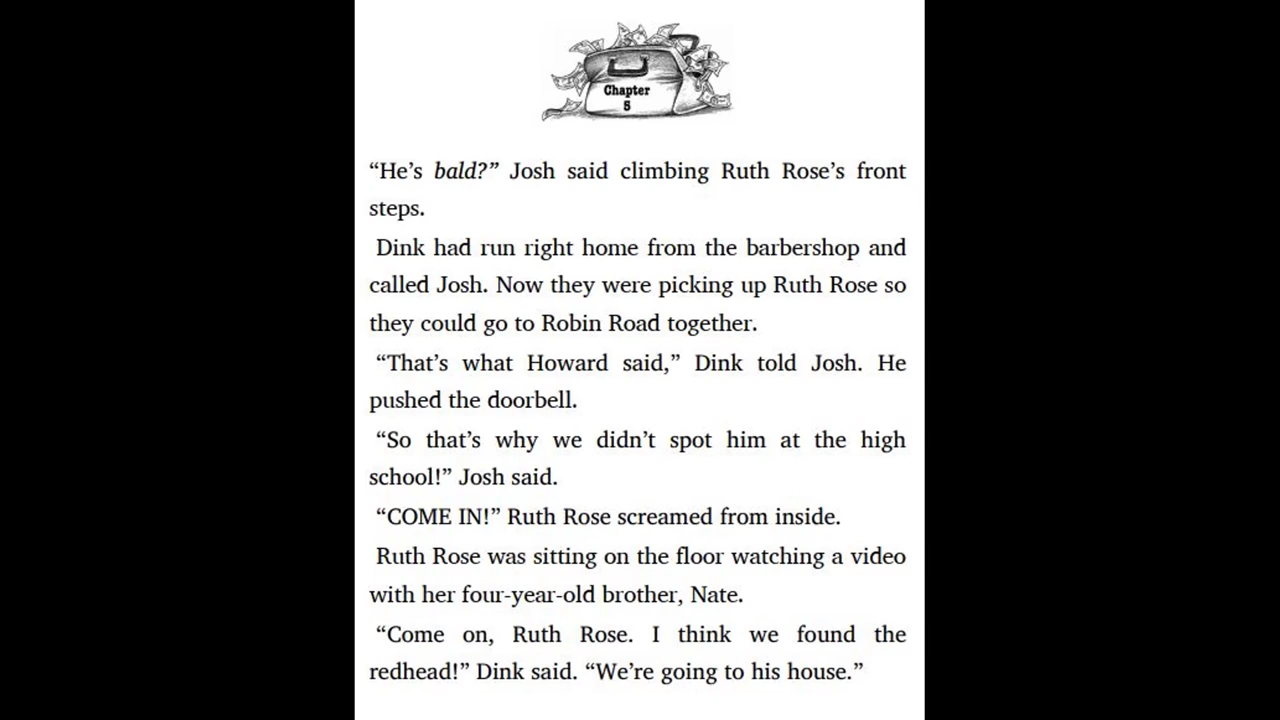 Chapter
5
“He’s bald?” Josh said climbing Ruth Rose’s front
steps.
Dink had run right home from the barbershop and
called Josh. Now they were picking up Ruth Rose so
they could go to Robin Road together.
“That’s what Howard said,” Dink told Josh. He
pushed the doorbell.
“So that’s why we didn’t spot him at the high
school!” Josh said.
“COME IN!” Ruth Rose screamed from inside.
Ruth Rose was sitting on the floor watching a video
with her four-year-old brother, Nate.
“Come on, Ruth Rose. I think we found the
redhead!” Dink said. “We’re going to his house.”